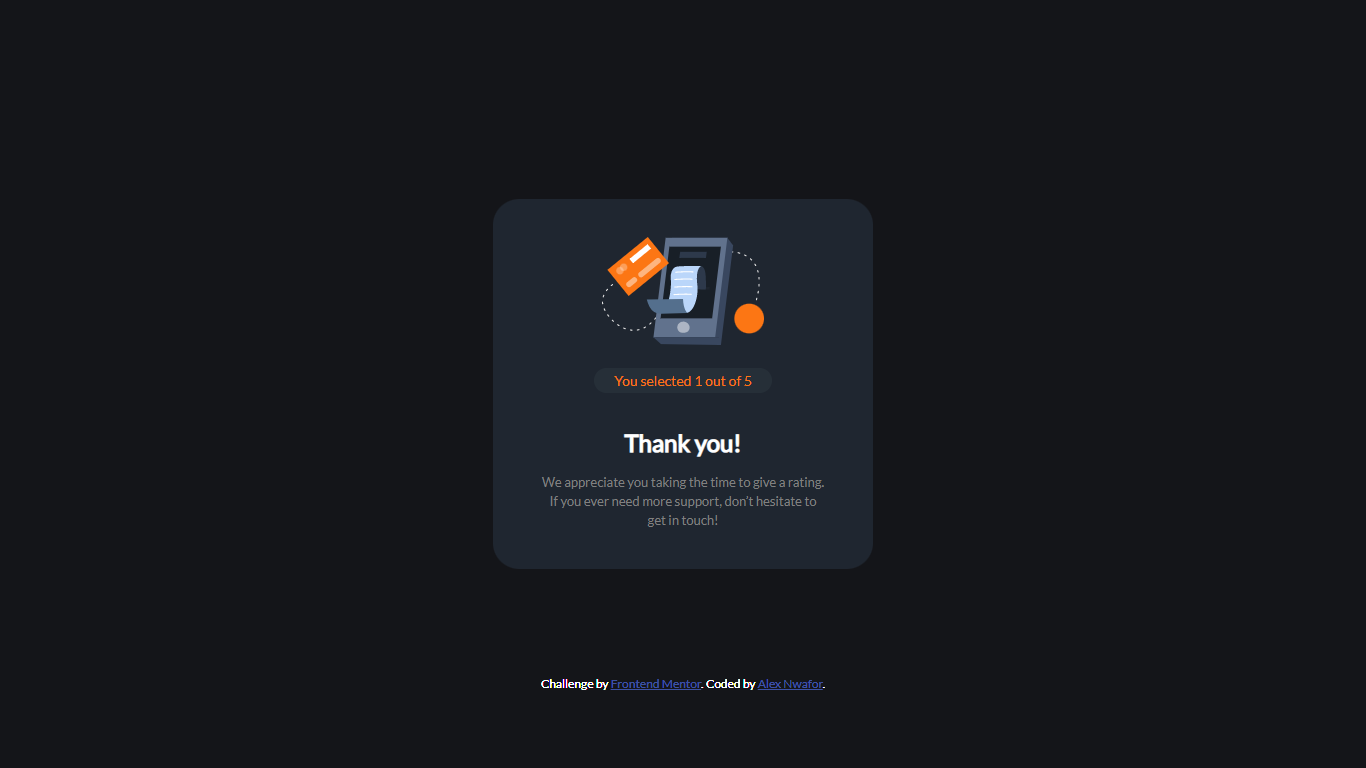 You selected 1 out of 5
Thank you!
We appreciate you taking the time to give a rating.
If you ever need more support, don't hesitate to
get in touch!
Challenge by Frontend Mentor. Coded by Alex Nwafor.